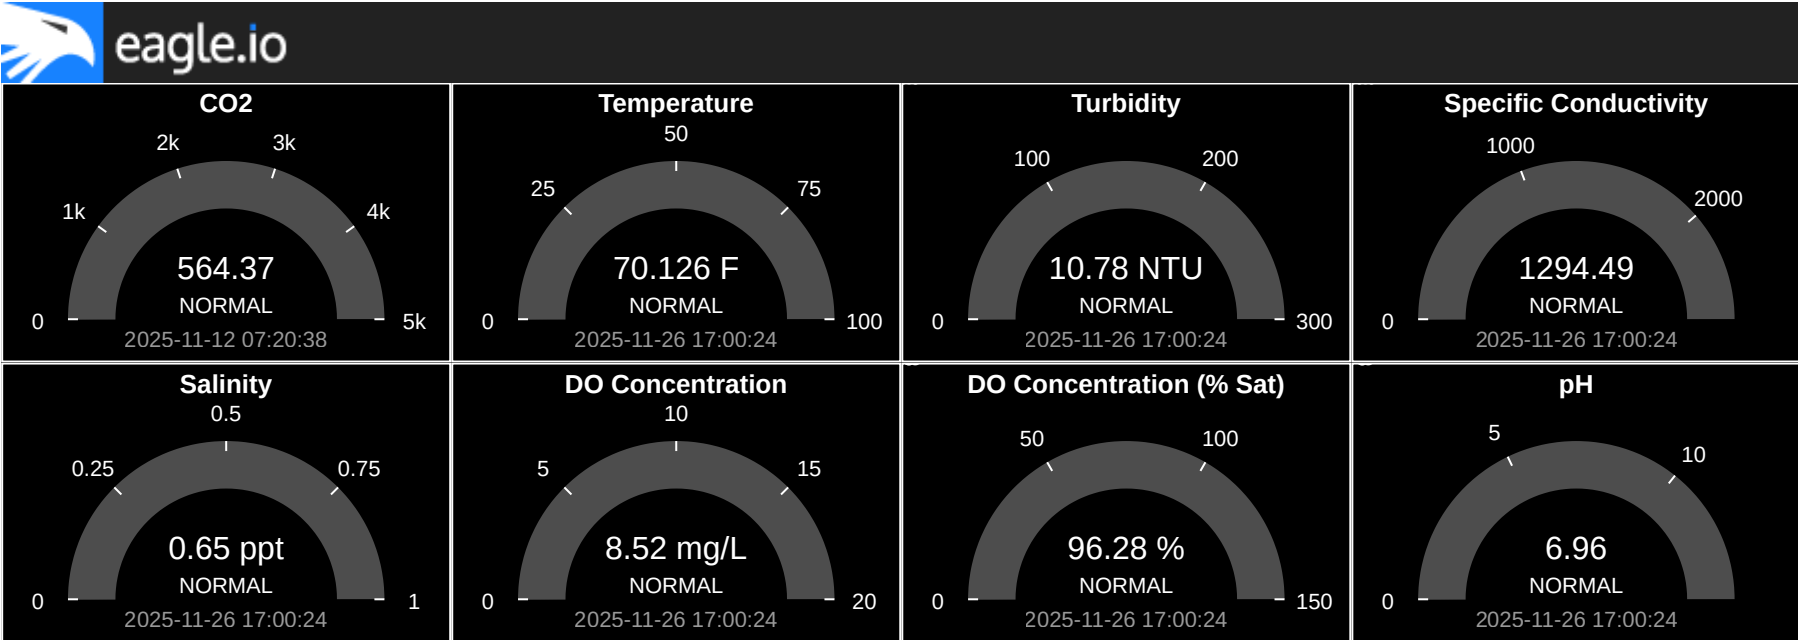 eagle.io
CO2
2k
3k
1k
4k
564.37
NORMAL
0
5k
2025-11-12 07:20:38
Temperature
50
25
75
70.126 F
NORMAL
0
100
2025-11-26 17:00:24
Turbidity
100
200
10.78 NTU
NORMAL
0
300
2025-11-26 17:00:24
Specific Conductivity
1000
2000
1294.49
NORMAL
0
2025-11-26 17:00:24
Salinity
0.5
0.25
0.75
0.65 ppt
NORMAL
0
1
2025-11-26 17:00:24
DO Concentration
10
5
15
8.52 mg/L
NORMAL
0
20
2025-11-26 17:00:24
DO Concentration (% Sat)
50
100
96.28 %
NORMAL
0
150
2025-11-26 17:00:24
pH
5
10
6.96
NORMAL
0
2025-11-26 17:00:24